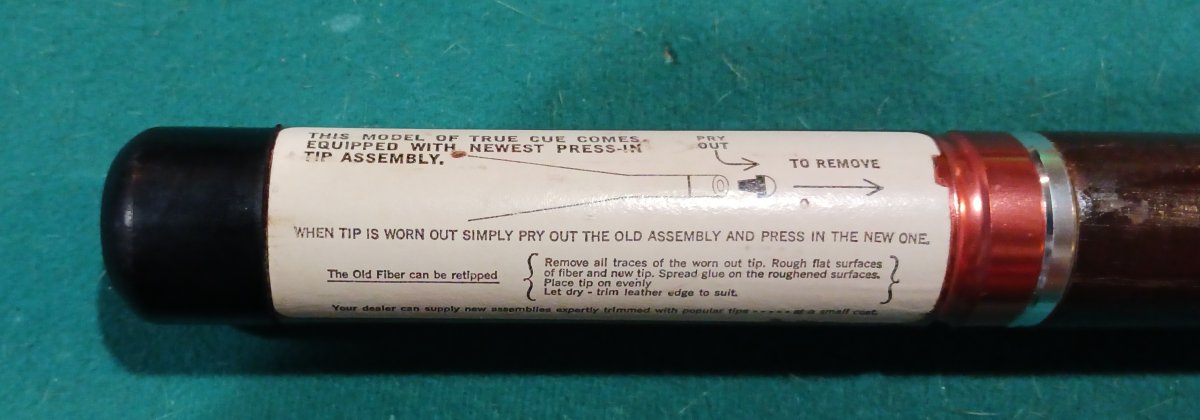 THIS MODEL OF TRUE CUE COMES
EQUIPPED WITH NEWEST PRESS-IN
TIP ASSEMBLY.
PRY
OUT
TO REMOVE
WHEN TIP IS WORN OUT SIMPLY PRY OUT THE OLD ASSEMBLY AND PRESS IN THE NEW ONE.
The Old Fiber can be retipped
Remove all traces of the worn out tip. Rough flat surfaces
of fiber and new tip. Spread glue on the roughened surfaces.
Place tip on evenly
Let dry - trim leather edge to suit.
Your dealer can supply new assemblies expertly trimmed with popular tips ----- at a small cost.